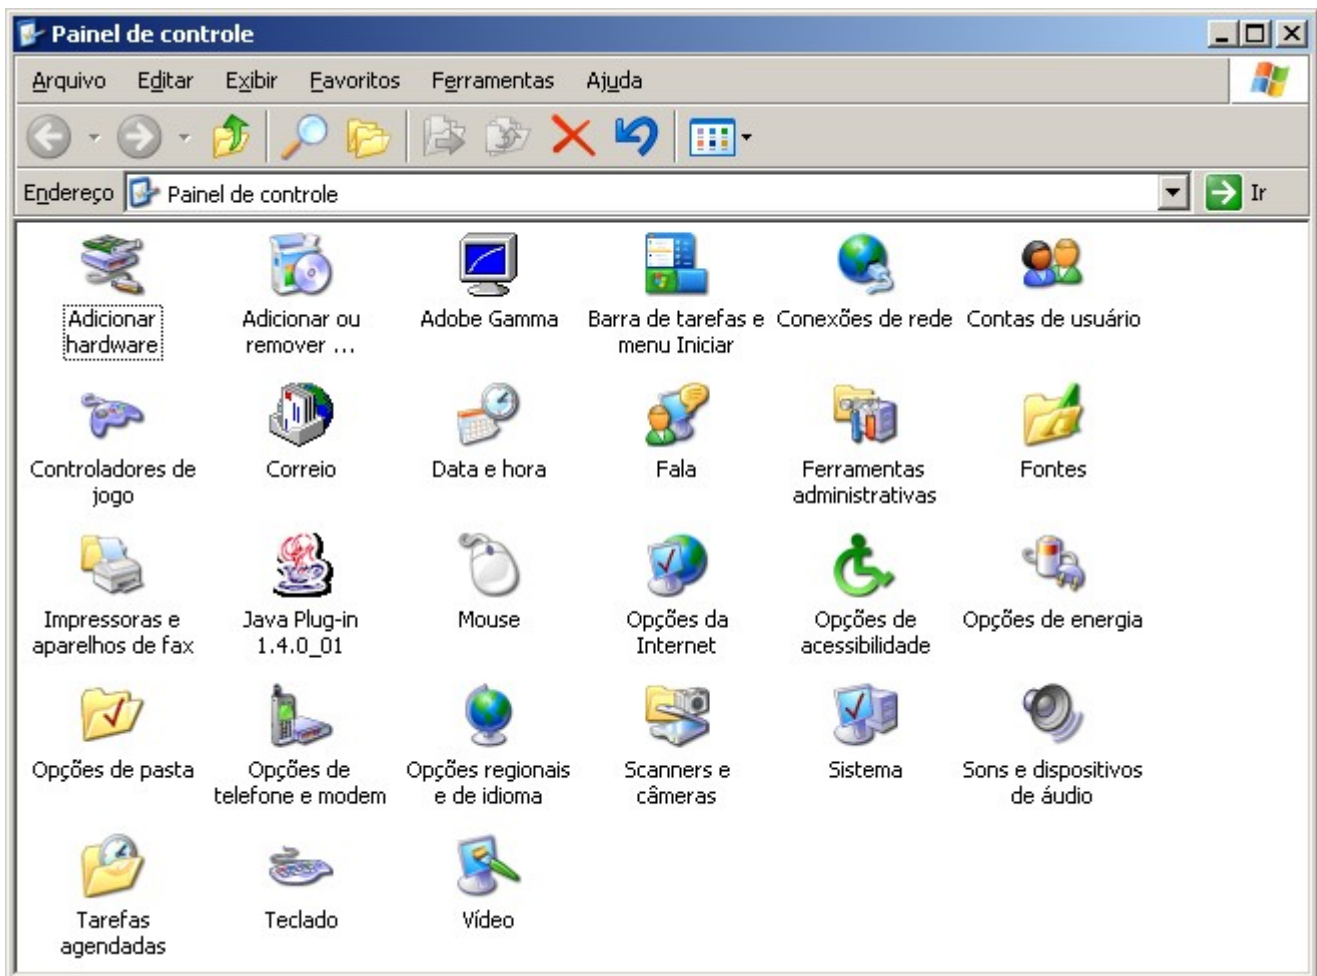 Painel de controle
Arquivo Editar Exibir Favoritos Ferramentas Ajuda
Endereço Painel de controle Ir
Adicionar hardware
Adicionar ou remover ...
Adobe Gamma
Barra de tarefas e menu Iniciar
Conexões de rede
Contas de usuário
Controladores de jogo
Correio
Data e hora
Fala
Ferramentas administrativas
Fontes
Impressoras e aparelhos de fax
Java Plug-in 1.4.0_01
Mouse
Opções da Internet
Opções de acessibilidade
Opções de energia
Opções de pasta
Opções de telefone e modem
Opções regionais e de idioma
Scanners e câmeras
Sistema
Sons e dispositivos de áudio
Tarefas agendadas
Teclado
Vídeo